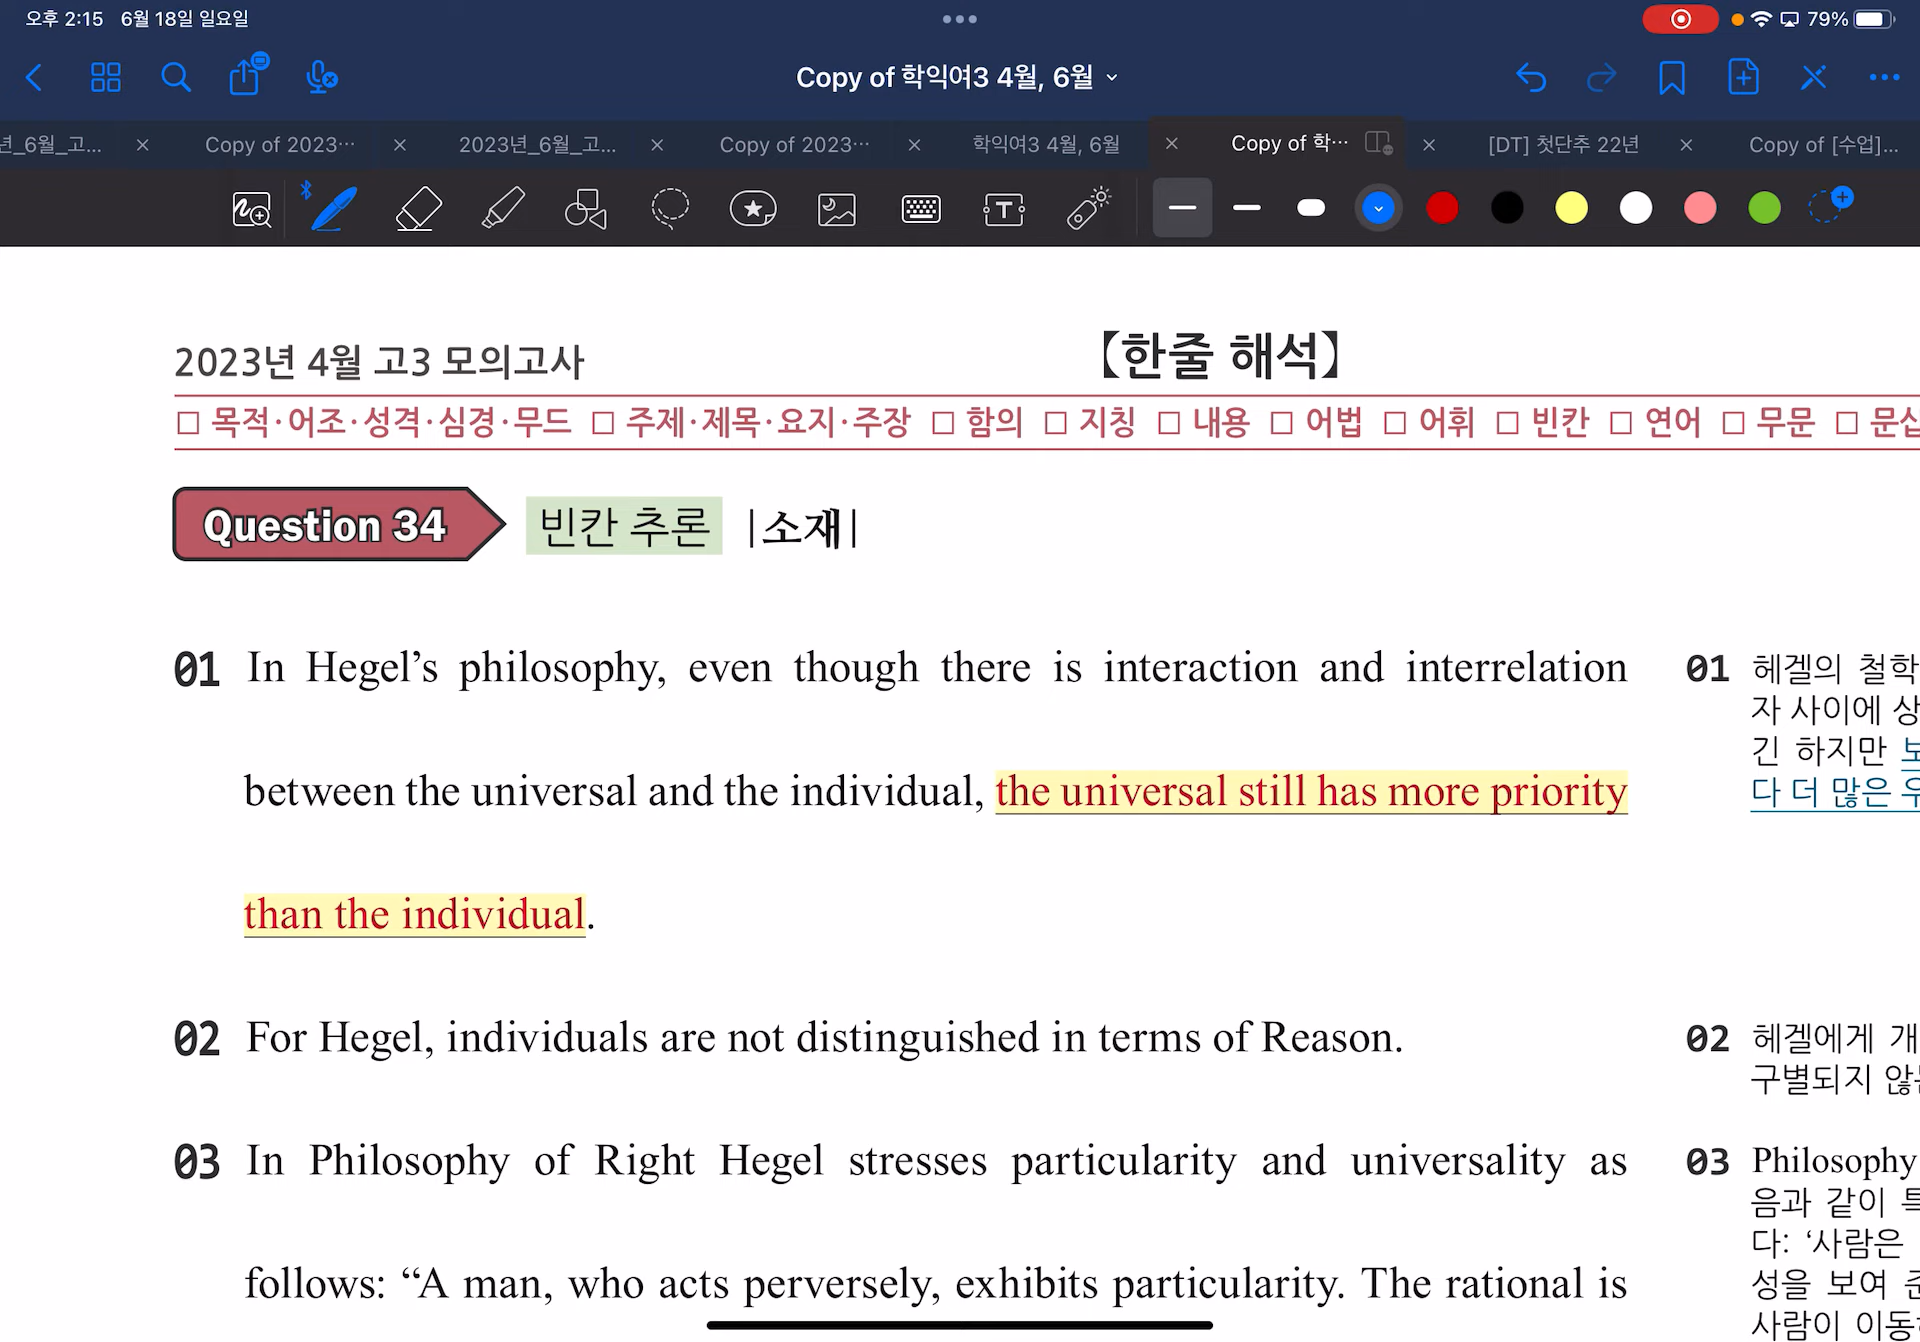 오후 2:15 6월 18일 일요일
79%
Copy of 학익여3 4월, 6월
년_6월_고...
Copy of 2023...
2023년_6월_고...
Copy of 2023...
학익여3 4월, 6월
Copy of 학...
[DT] 첫단추 22년
Copy of [수업]...
2023년 4월 고3 모의고사
【한줄 해석】
□ 목적·어조·성격·심경·무드 □ 주제·제목·요지·주장 □ 함의 □ 지칭 □ 내용 □ 어법 □ 어휘 □ 빈칸 □ 연어 □ 무문 □ 문삽
Question 34 빈칸 추론 |소재|
01 In Hegel’s philosophy, even though there is interaction and interrelation
between the universal and the individual, the universal still has more priority
than the individual.
02 For Hegel, individuals are not distinguished in terms of Reason.
03 In Philosophy of Right Hegel stresses particularity and universality as
follows: “A man, who acts perversely, exhibits particularity. The rational is
01 헤겔의 철학
자 사이에 상
긴 하지만
다 더 많은 우
02 헤겔에게 개
구별되지 않는
03 Philosophy
음과 같이 특
다: ‘사람은
성을 보여 준
사람이 이동하